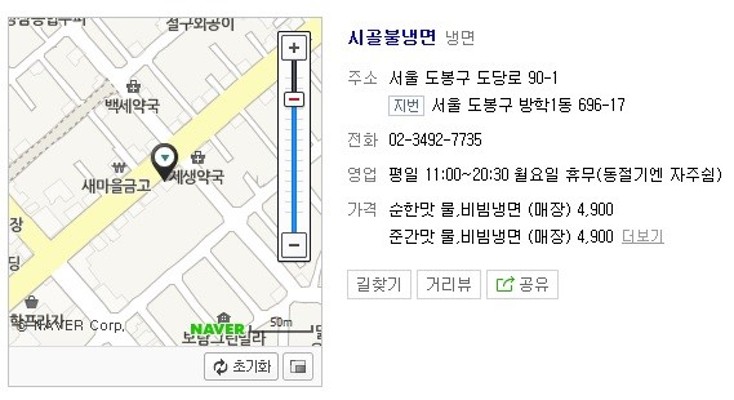 절구와공이
백세약국
새마을금고
제생약국
장
딩
학프라자
© NAVER Corp.
NAVER
50m
보람그린빌라
초기화
시골불냉면 냉면
주소 서울 도봉구 도당로 90-1
지번 서울 도봉구 방학1동 696-17
전화 02-3492-7735
영업 평일 11:00~20:30 월요일 휴무(동절기엔 자주쉼)
가격 순한맛 물,비빔냉면 (매장) 4,900
준간맛 물,비빔냉면 (매장) 4,900 더보기
길찾기 거리뷰 공유